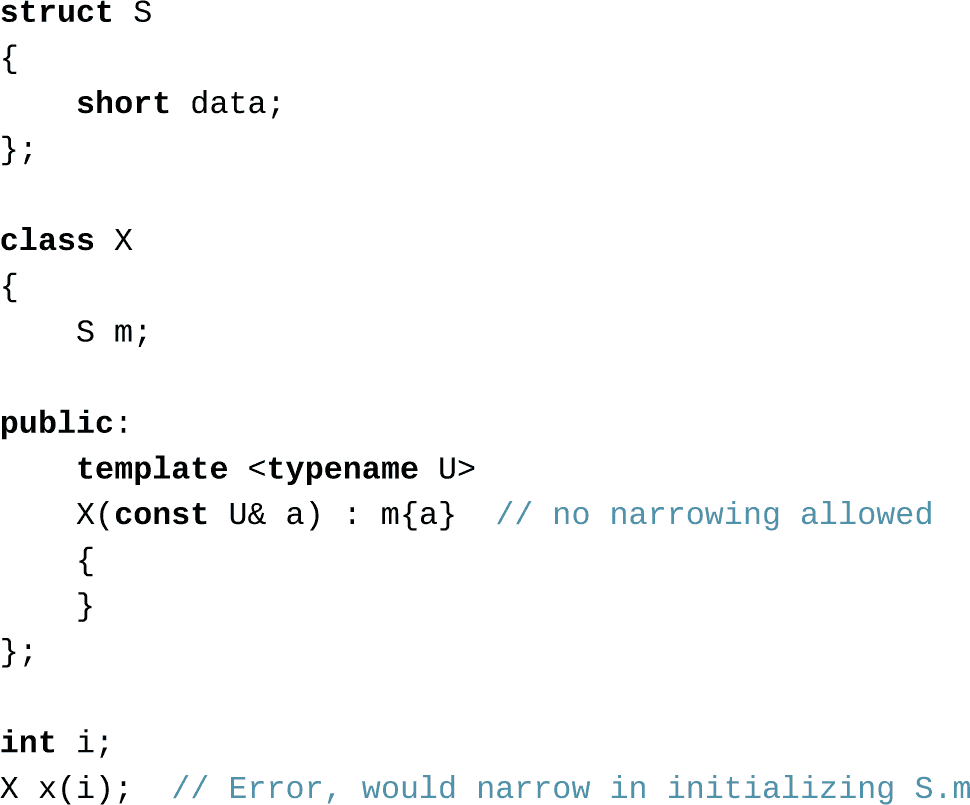 struct S
{
    short data;
};

class X
{
    S m;

public:
    template <typename U>
    X(const U& a) : m{a}  // no narrowing allowed
    {
    }
};

int i;
X x(i);  // Error, would narrow in initializing S.m